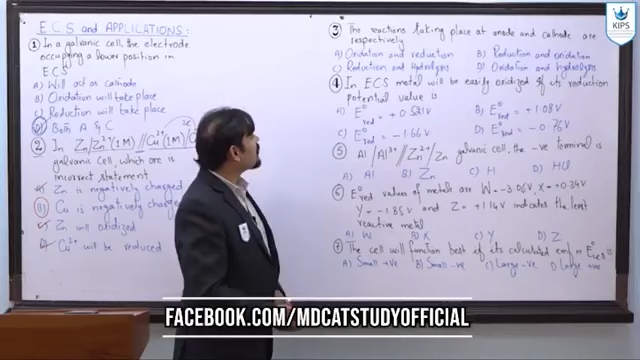 ECS and APPLICATIONS:
① In a galvanic cell, the electrode
occupying a lower position in
ECS
A) Will act as cathode
B) Oxidation will take place
C) Reduction will take place
D) Both A & C
② In Zn/Zn²⁺(1M)//Cu²⁺(1M)/
galvanic cell, which one is
incorrect statement
A) Zn is negatively charged
B) Cu is negatively charged
C) Zn will oxidized
D) Cu²⁺ will be reduced
③ The reactions taking place at anode and cathode are
respectively
A) Oxidation and reduction B) Reduction and oxidation
C) Reduction and Hydrolysis D) Oxidation and hydrolysis
④ In ECS metal will be easily oxidized if its reduction
potential value is
A) E°red = +0.521V B) E°red = +1.08V
C) E°red = -1.66V D) E°red = -0.76V
⑤ Al/Al³⁺//Zn²⁺/Zn galvanic cell, the -ve terminal is
A) Al B) Zn C) H D) HCl
⑥ E°red values of metals are W=-3.06V, X=+0.34V
Y=-1.85V and Z=+1.14V indicates the least
reactive metal
A) W B) X C) Y D) Z
⑦ The cell will function best if its calculated emf or E°cell is
A) Small +ve B) Small -ve C) Large -ve D) Large +ve
KIPS
FACEBOOK.COM/MDCATSTUDYOFFICIAL